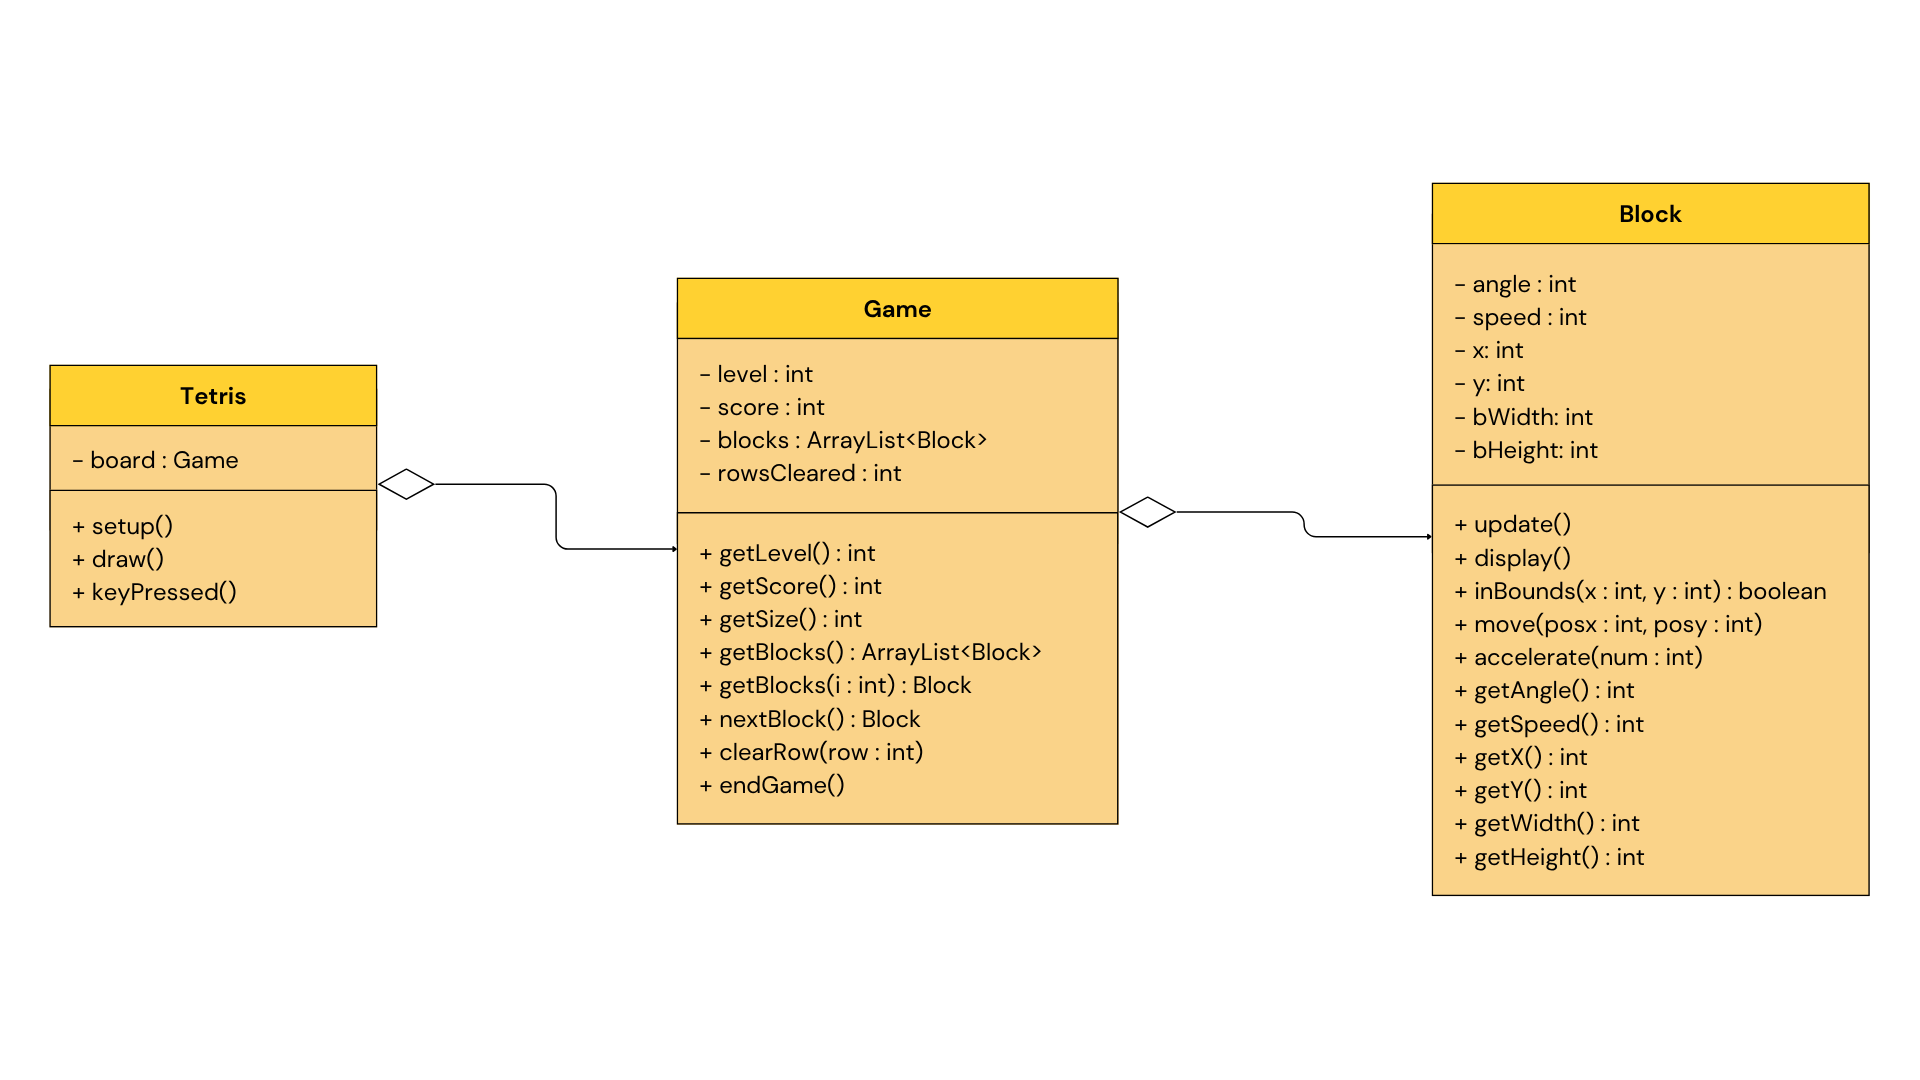 Tetris
- board : Game
+ setup()
+ draw()
+ keyPressed()
Game
- level : int
- score : int
- blocks : ArrayList<Block>
- rowsCleared : int
+ getLevel() : int
+ getScore() : int
+ getSize() : int
+ getBlocks() : ArrayList<Block>
+ getBlocks(i : int) : Block
+ nextBlock() : Block
+ clearRow(row : int)
+ endGame()
Block
- angle : int
- speed : int
- x: int
- y: int
- bWidth: int
- bHeight: int
+ update()
+ display()
+ inBounds(x : int, y : int) : boolean
+ move(posx : int, posy : int)
+ accelerate(num : int)
+ getAngle() : int
+ getSpeed() : int
+ getX() : int
+ getY() : int
+ getWidth() : int
+ getHeight() : int